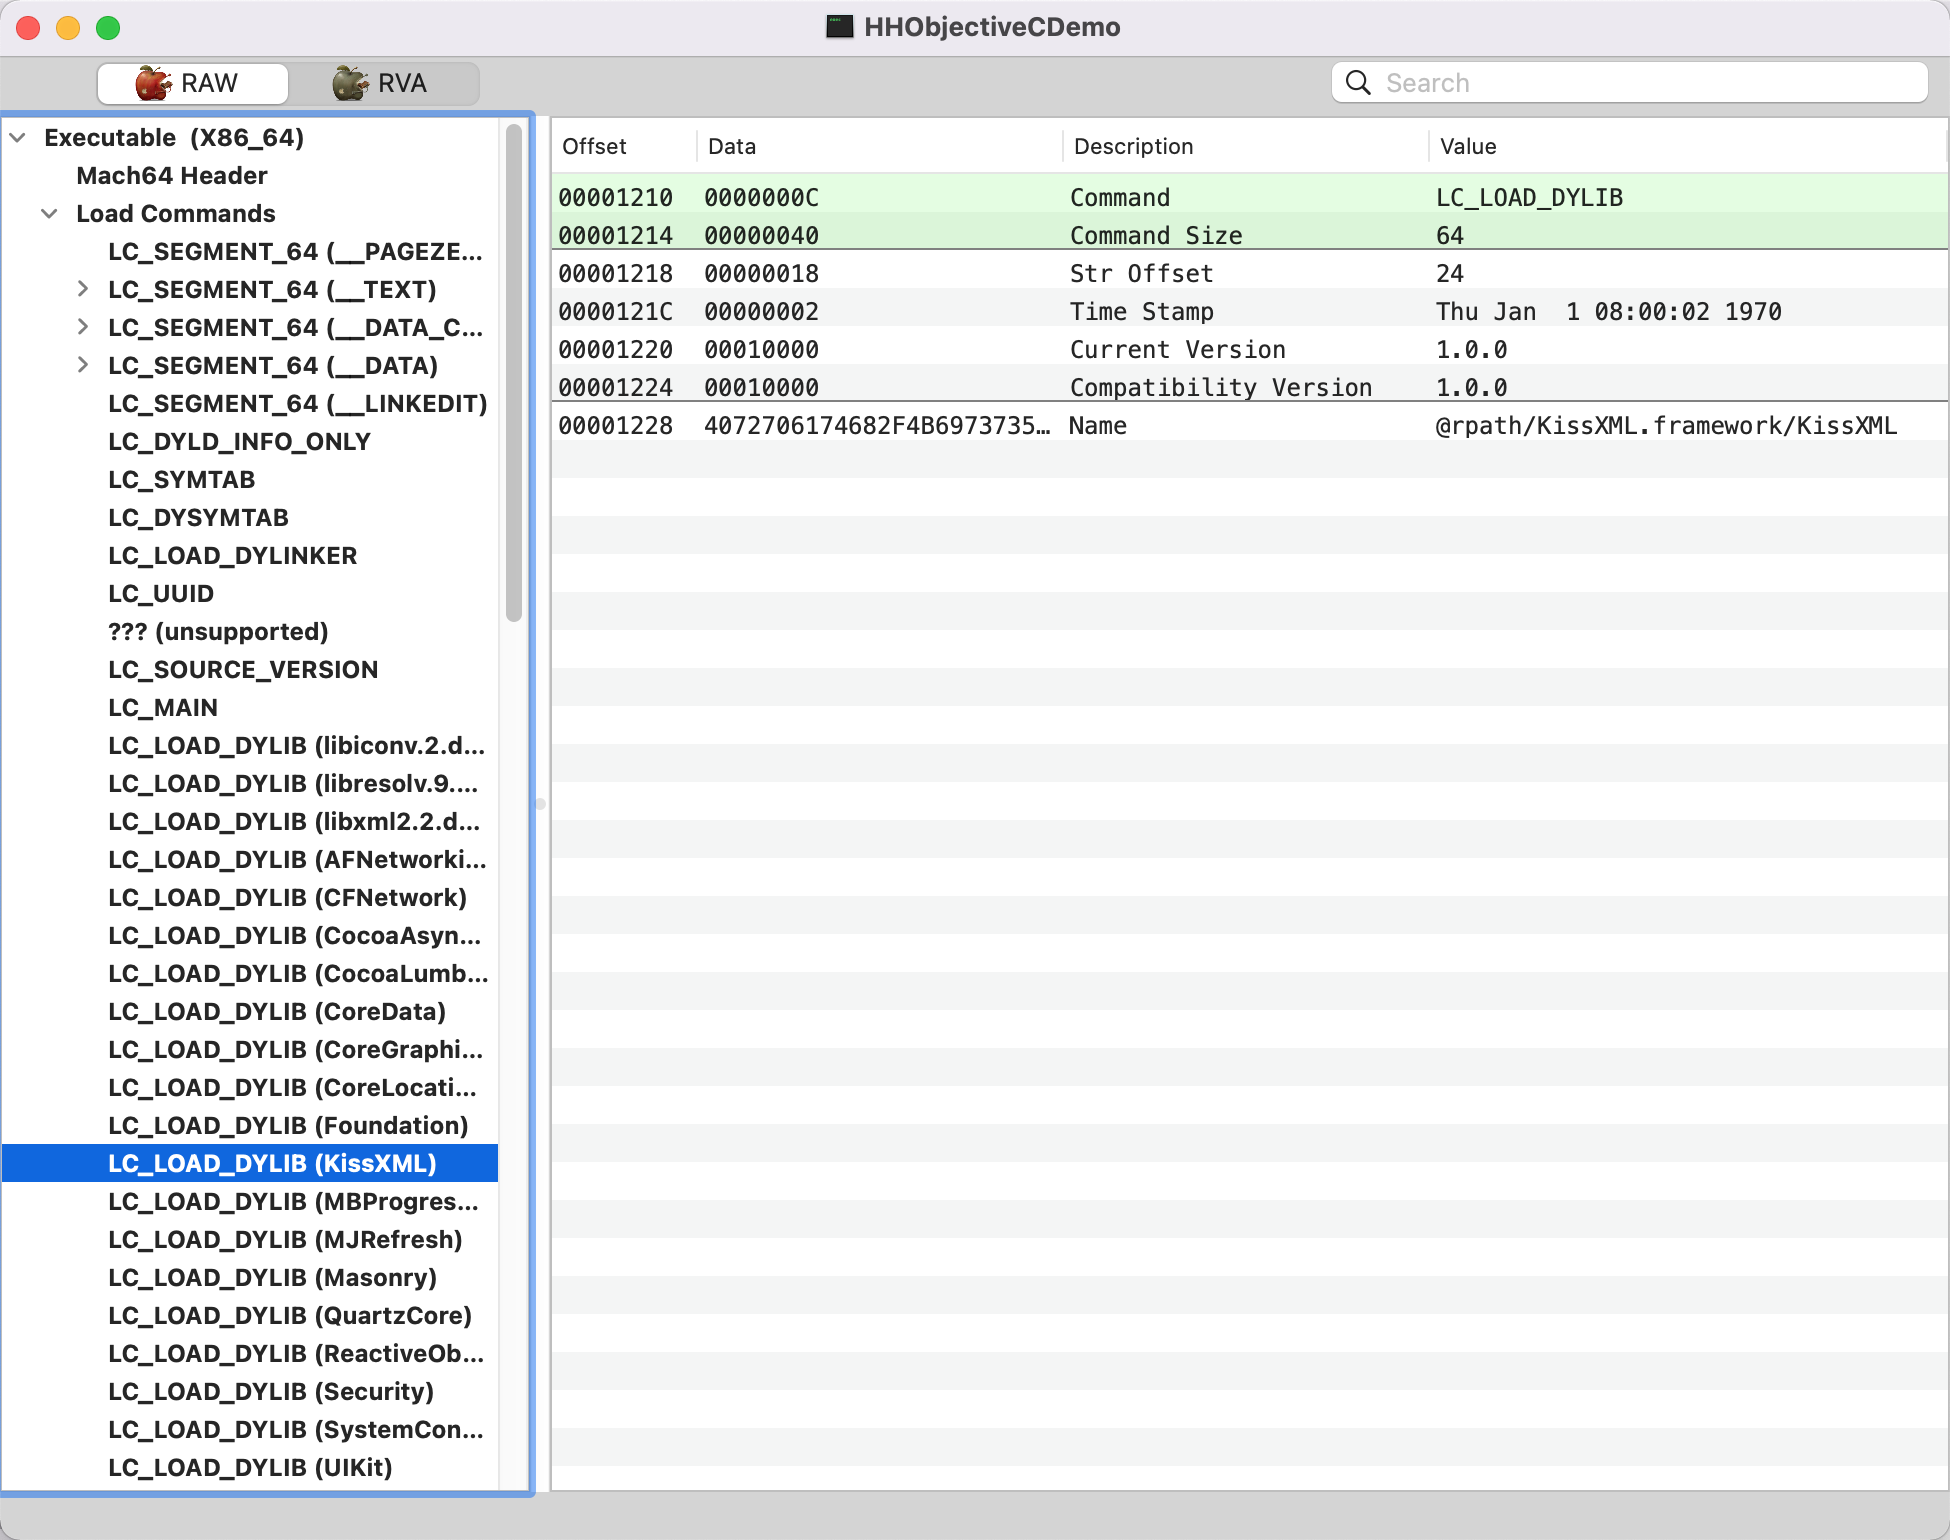 HHObjectiveCDemo
RAW RVA Search
Executable (X86_64)
Mach64 Header
Load Commands
LC_SEGMENT_64 (__PAGEZE...
LC_SEGMENT_64 (__TEXT)
LC_SEGMENT_64 (__DATA_C...
LC_SEGMENT_64 (__DATA)
LC_SEGMENT_64 (__LINKEDIT)
LC_DYLD_INFO_ONLY
LC_SYMTAB
LC_DYSYMTAB
LC_LOAD_DYLINKER
LC_UUID
??? (unsupported)
LC_SOURCE_VERSION
LC_MAIN
LC_LOAD_DYLIB (libiconv.2.d...
LC_LOAD_DYLIB (libresolv.9....
LC_LOAD_DYLIB (libxml2.2.d...
LC_LOAD_DYLIB (AFNetworki...
LC_LOAD_DYLIB (CFNetwork)
LC_LOAD_DYLIB (CocoaAsyn...
LC_LOAD_DYLIB (CocoaLumb...
LC_LOAD_DYLIB (CoreData)
LC_LOAD_DYLIB (CoreGraphi...
LC_LOAD_DYLIB (CoreLocati...
LC_LOAD_DYLIB (Foundation)
LC_LOAD_DYLIB (KissXML)
LC_LOAD_DYLIB (MBProgres...
LC_LOAD_DYLIB (MJRefresh)
LC_LOAD_DYLIB (Masonry)
LC_LOAD_DYLIB (QuartzCore)
LC_LOAD_DYLIB (ReactiveOb...
LC_LOAD_DYLIB (Security)
LC_LOAD_DYLIB (SystemCon...
LC_LOAD_DYLIB (UIKit)
Offset Data Description Value
00001210 0000000C Command LC_LOAD_DYLIB
00001214 00000040 Command Size 64
00001218 00000018 Str Offset 24
0000121C 00000002 Time Stamp Thu Jan  1 08:00:02 1970
00001220 00010000 Current Version 1.0.0
00001224 00010000 Compatibility Version 1.0.0
00001228 4072706174682F4B6973735... Name @rpath/KissXML.framework/KissXML